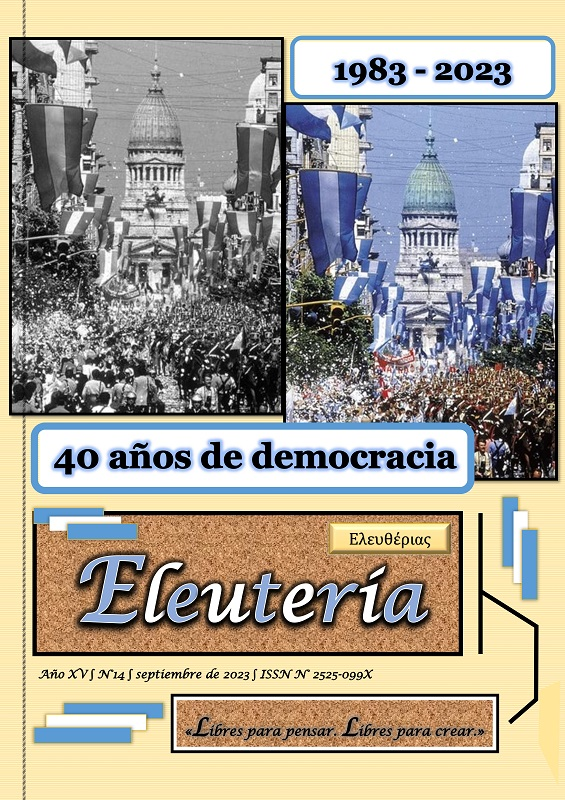 1983 - 2023
40 años de democracia
Ελευθέριας
Eleutería
Año XV ∫ N°14 ∫ septiembre de 2023 ∫ ISSN N° 2525-099X
«Libres para pensar. Libres para crear.»